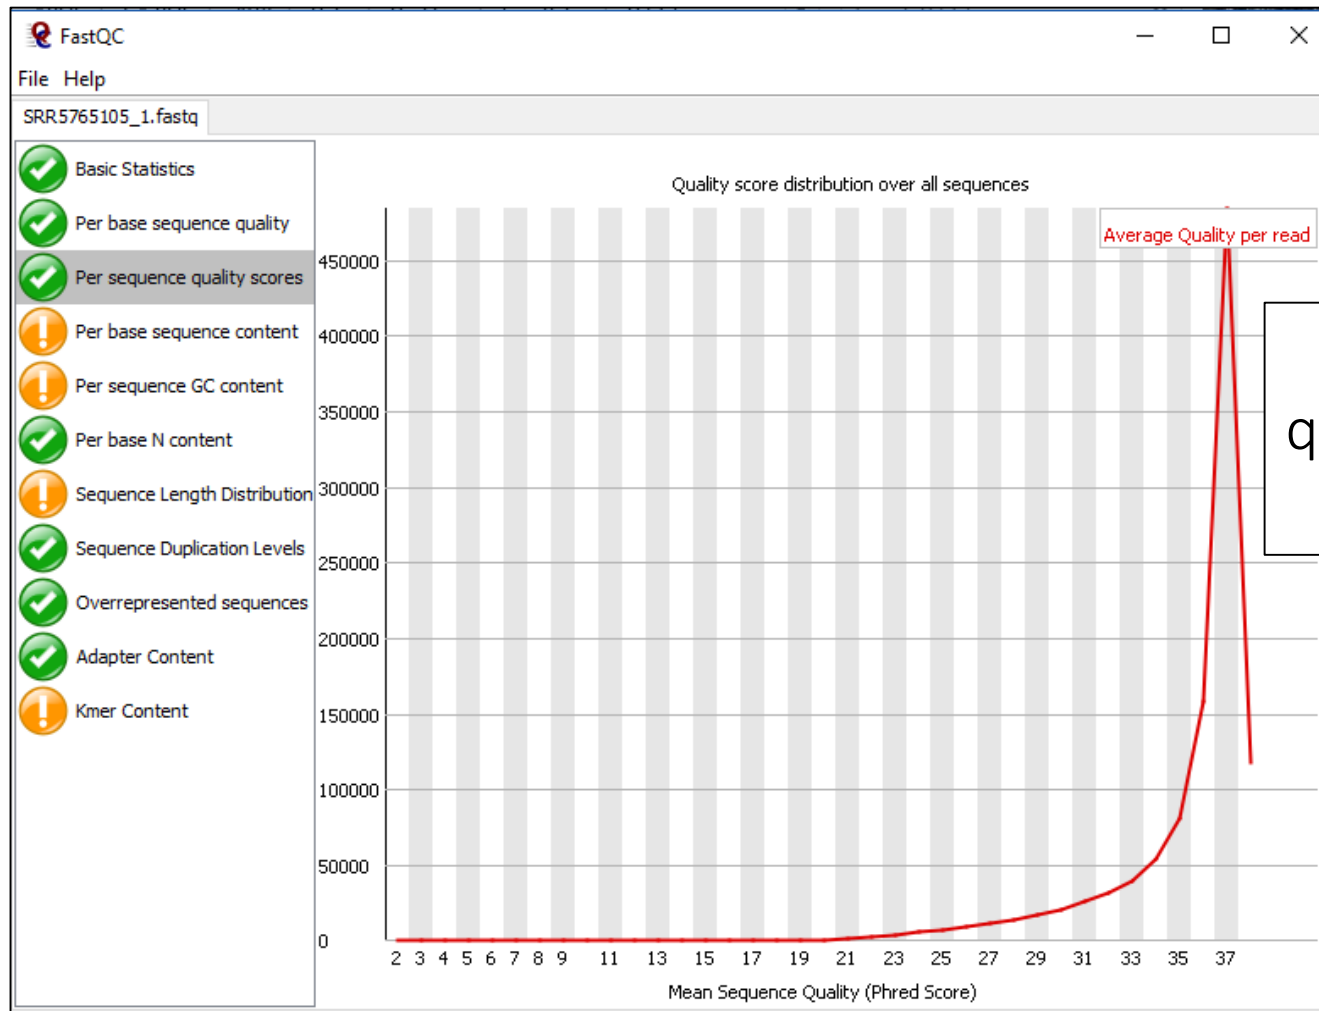 FastQC
File Help
SRR5765105_1.fastq
Basic Statistics
Per base sequence quality
Per sequence quality scores
Per base sequence content
Per sequence GC content
Per base N content
Sequence Length Distribution
Sequence Duplication Levels
Overrepresented sequences
Adapter Content
Kmer Content
Quality score distribution over all sequences
Average Quality per read
450000
400000
350000
300000
250000
200000
150000
100000
50000
0
2 3 4 5 6 7 8 9 11 13 15 17 19 21 23 25 27 29 31 33 35 37
Mean Sequence Quality (Phred Score)
q